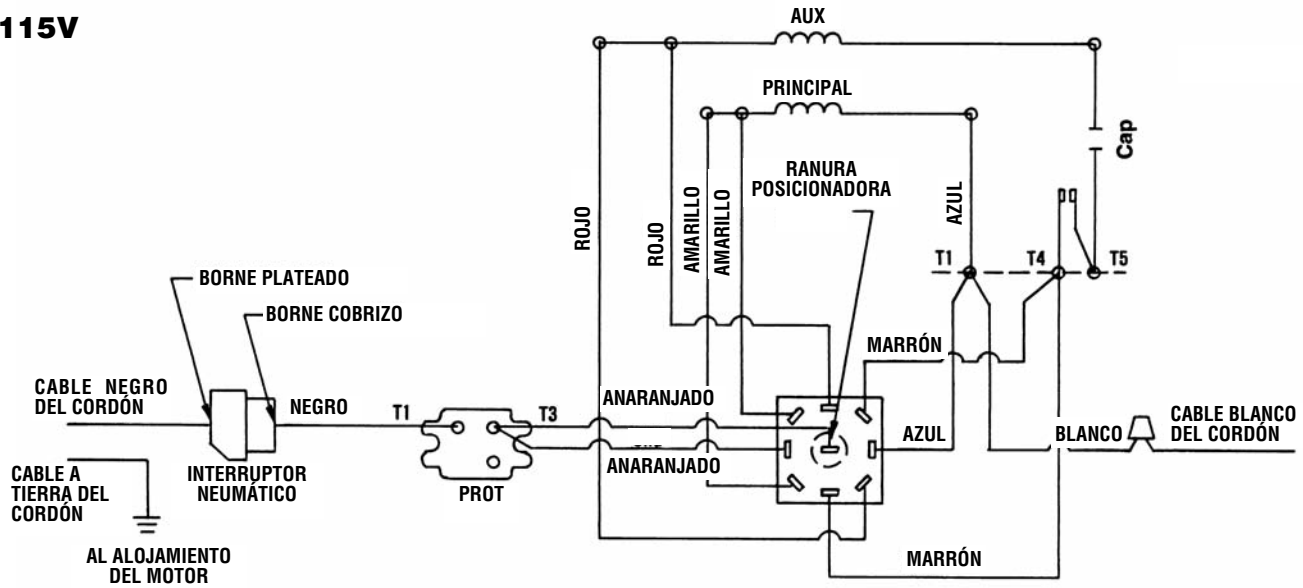 115V
AUX
PRINCIPAL
Cap
RANURA
POSICIONADORA
ROJO
ROJO
AMARILLO
AMARILLO
AZUL
T1
T4
T5
BORNE PLATEADO
BORNE COBRIZO
MARRÓN
CABLE NEGRO
DEL CORDÓN
NEGRO
T1
T3
ANARANJADO
AZUL
BLANCO
CABLE BLANCO
DEL CORDÓN
ANARANJADO
CABLE A
TIERRA DEL
CORDÓN
INTERRUPTOR
NEUMÁTICO
PROT
AL ALOJAMIENTO
DEL MOTOR
MARRÓN